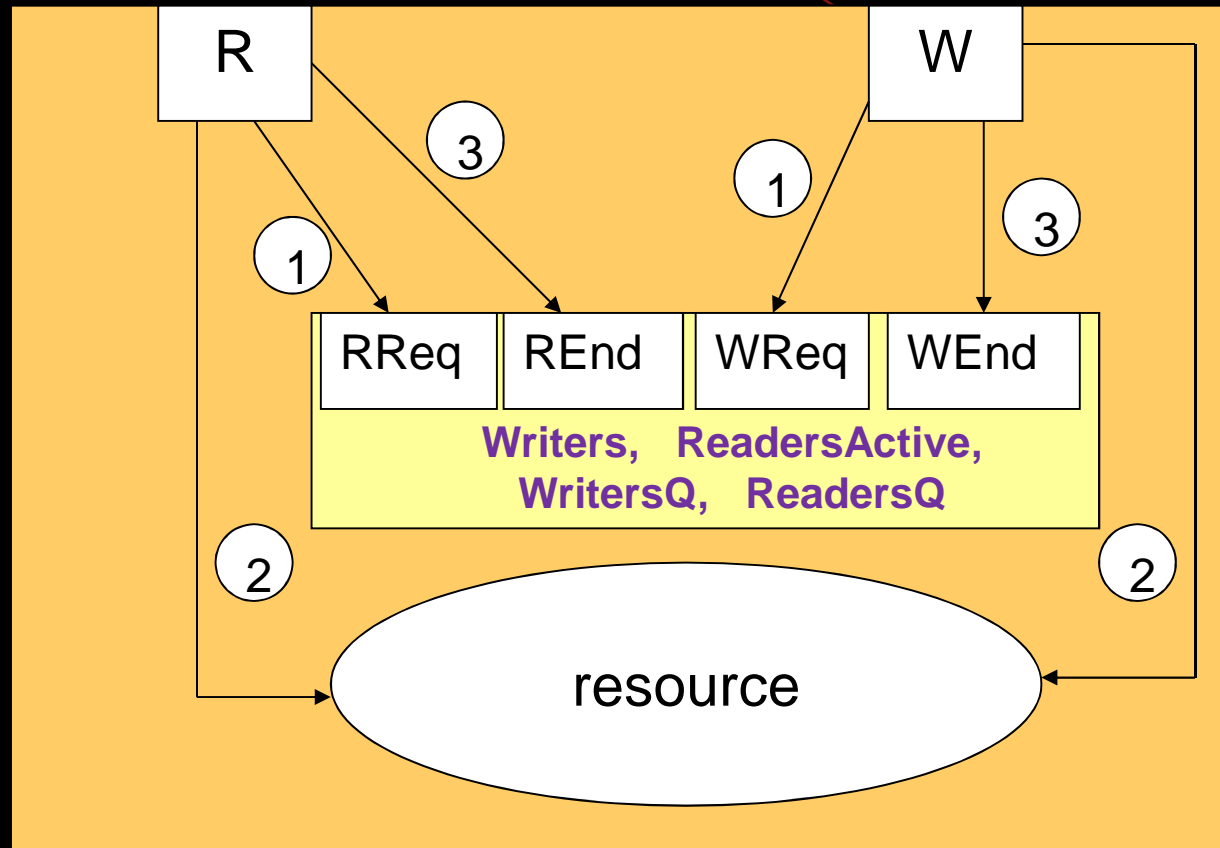 R
W
3
1
1
3
RReq
REnd
WReq
WEnd
Writers, ReadersActive,
WritersQ, ReadersQ
2
2
resource